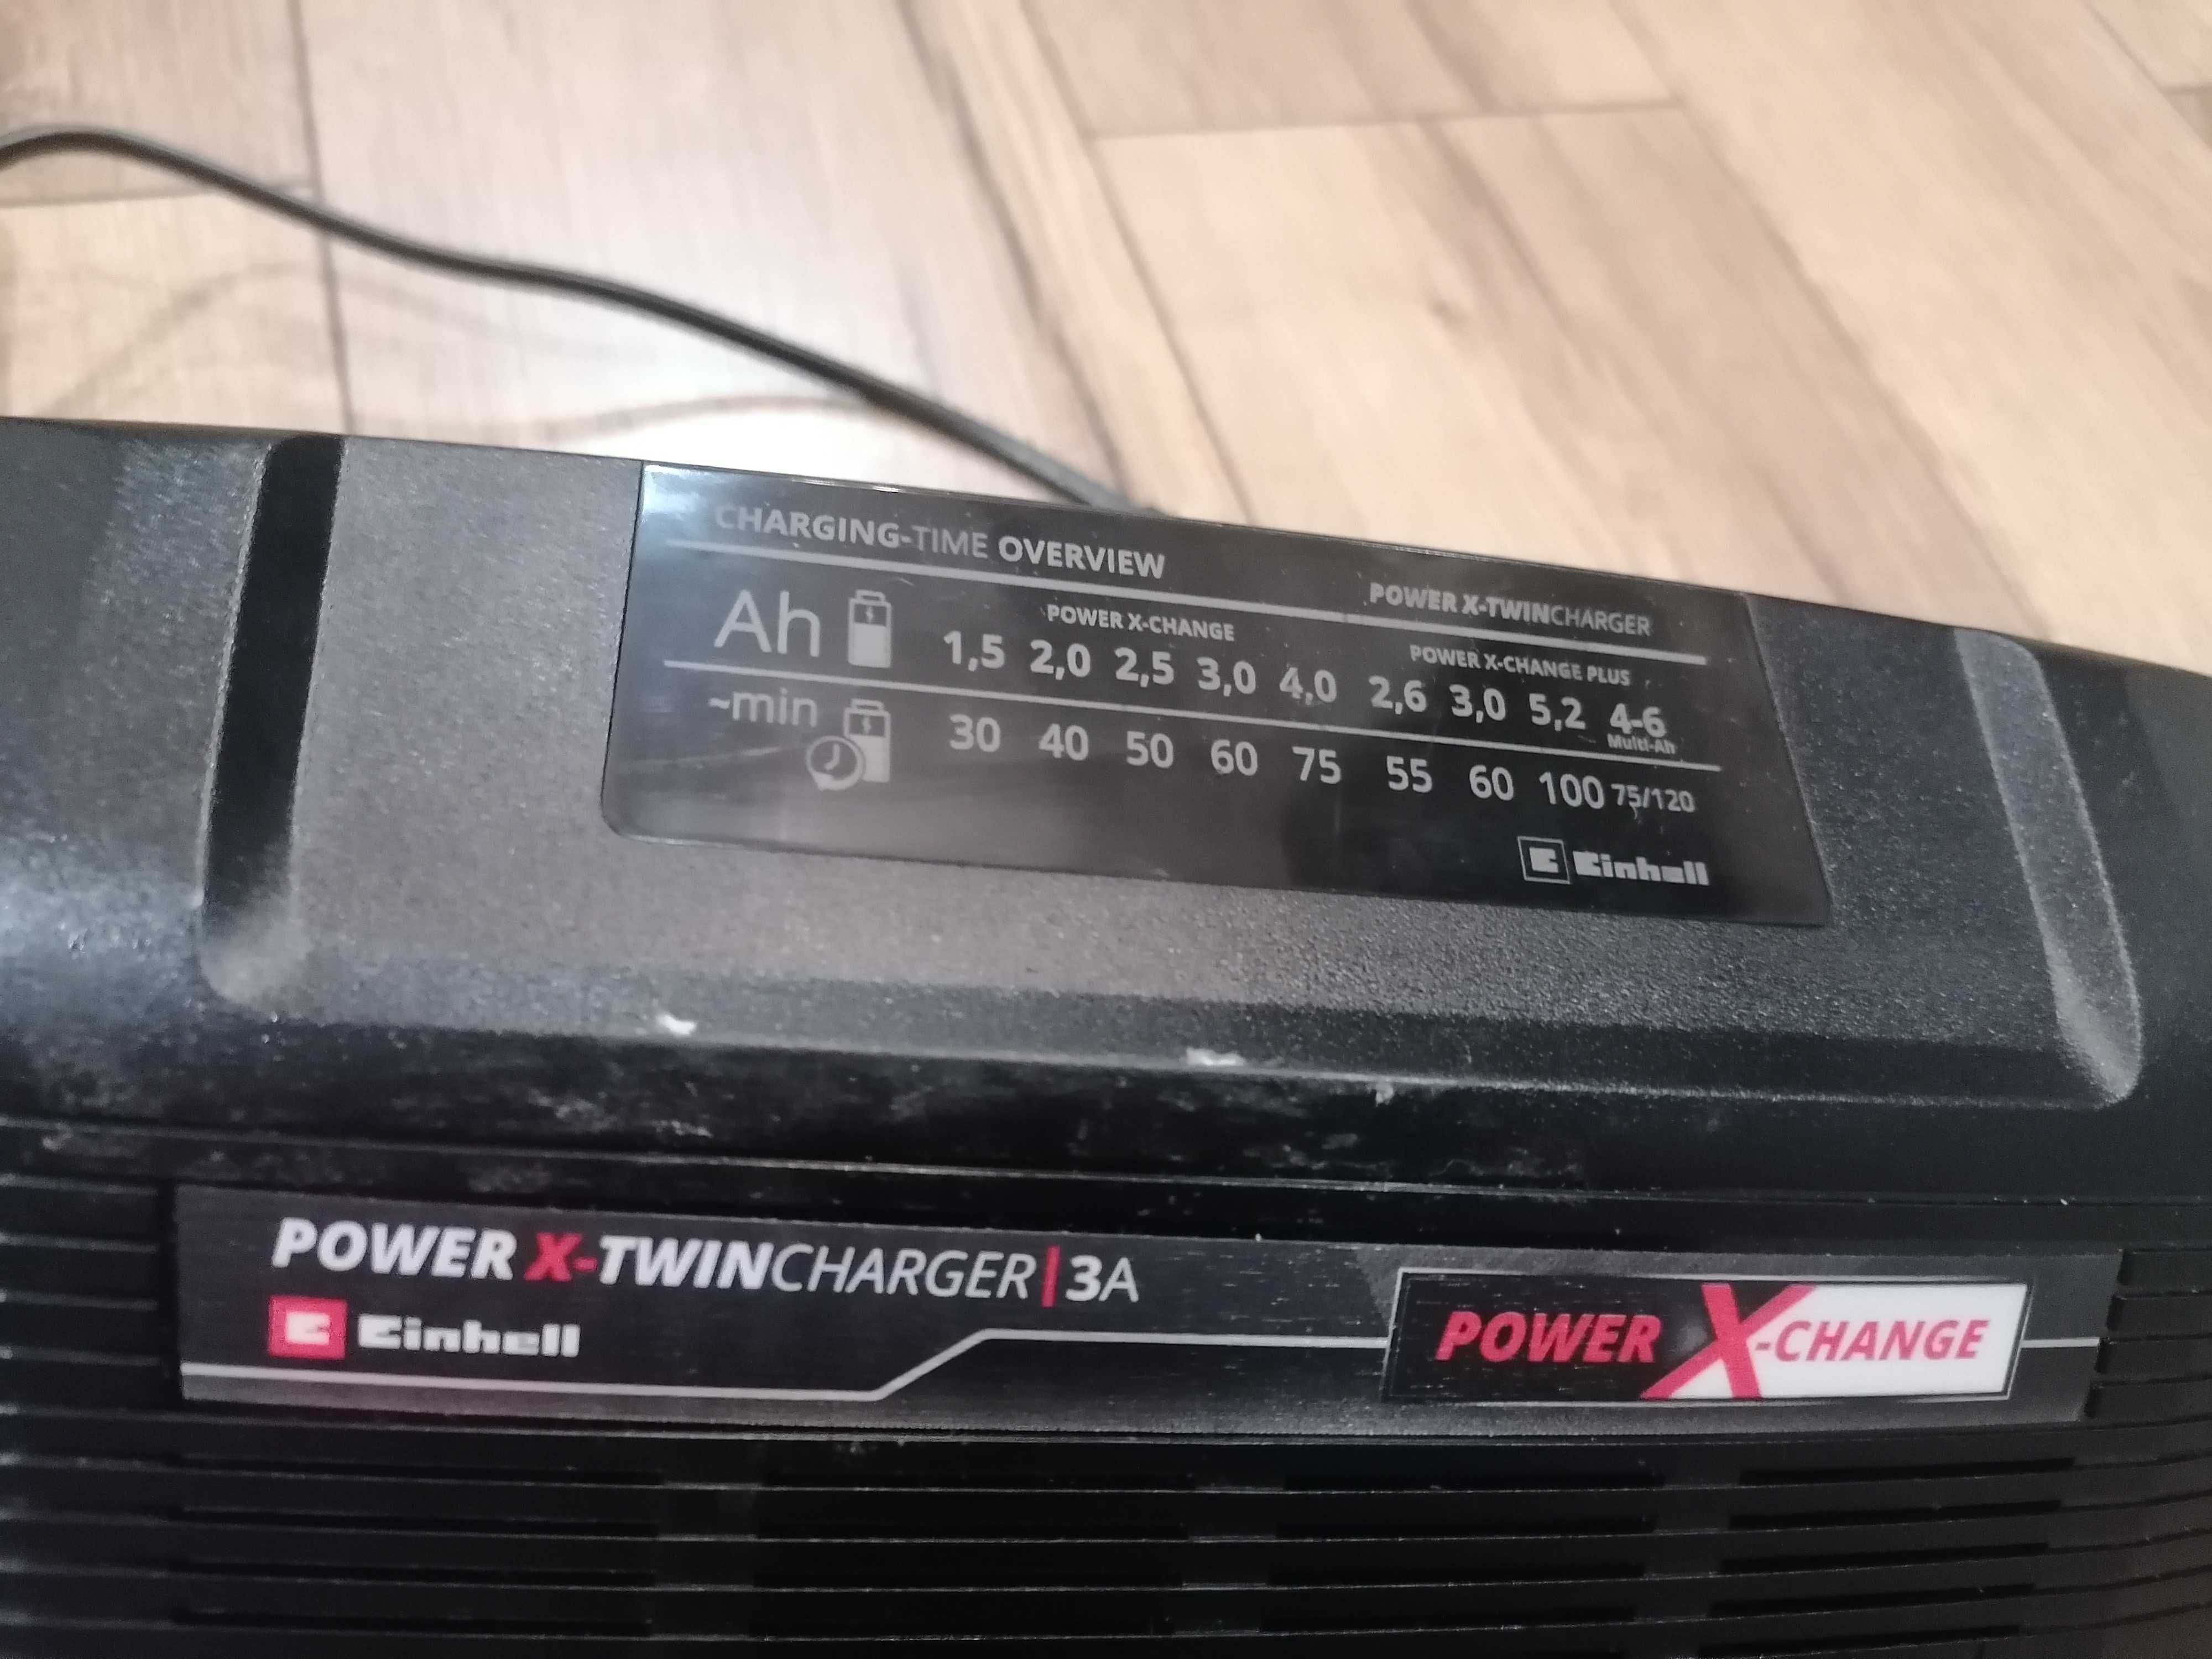 CHARGING-TIME OVERVIEW
POWER X-TWINCHARGER
POWER X-CHANGE
POWER X-CHANGE PLUS
Ah 1,5 2,0 2,5 3,0 4,0 2,6 3,0 5,2 4-6
Multi-Ah
~min 30 40 50 60 75 55 60 100 75/120
Einhell
POWER X-TWINCHARGER|3A
Einhell
POWER X-CHANGE